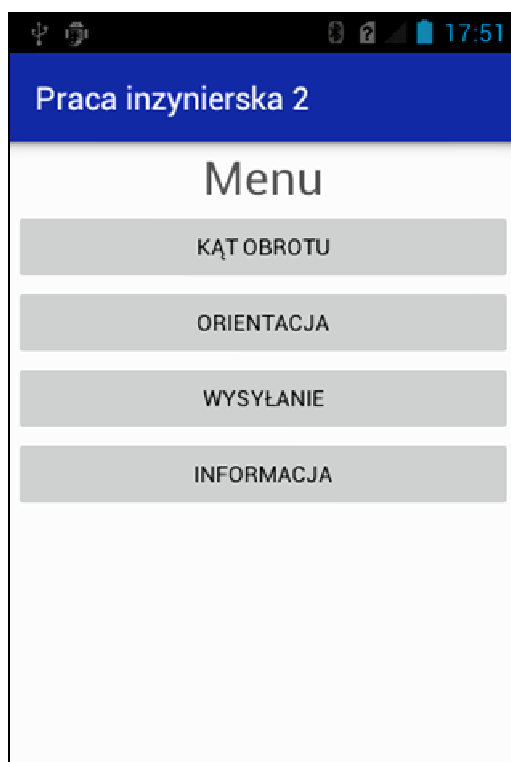 17:51
Praca inzynierska 2
Menu
KĄT OBROTU
ORIENTACJA
WYSYŁANIE
INFORMACJA